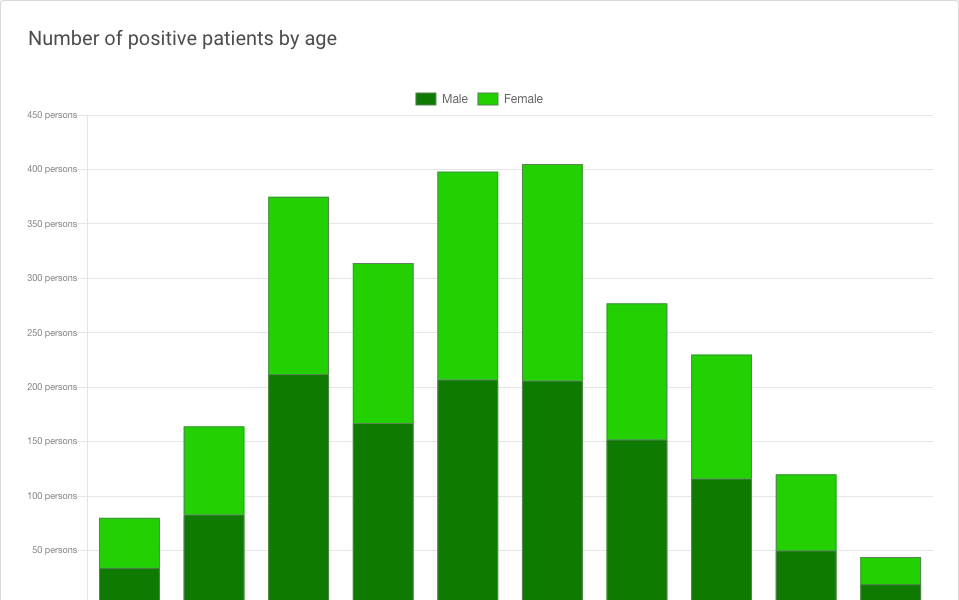 Number of positive patients by age
Male Female
450 persons
400 persons
350 persons
300 persons
250 persons
200 persons
150 persons
100 persons
50 persons